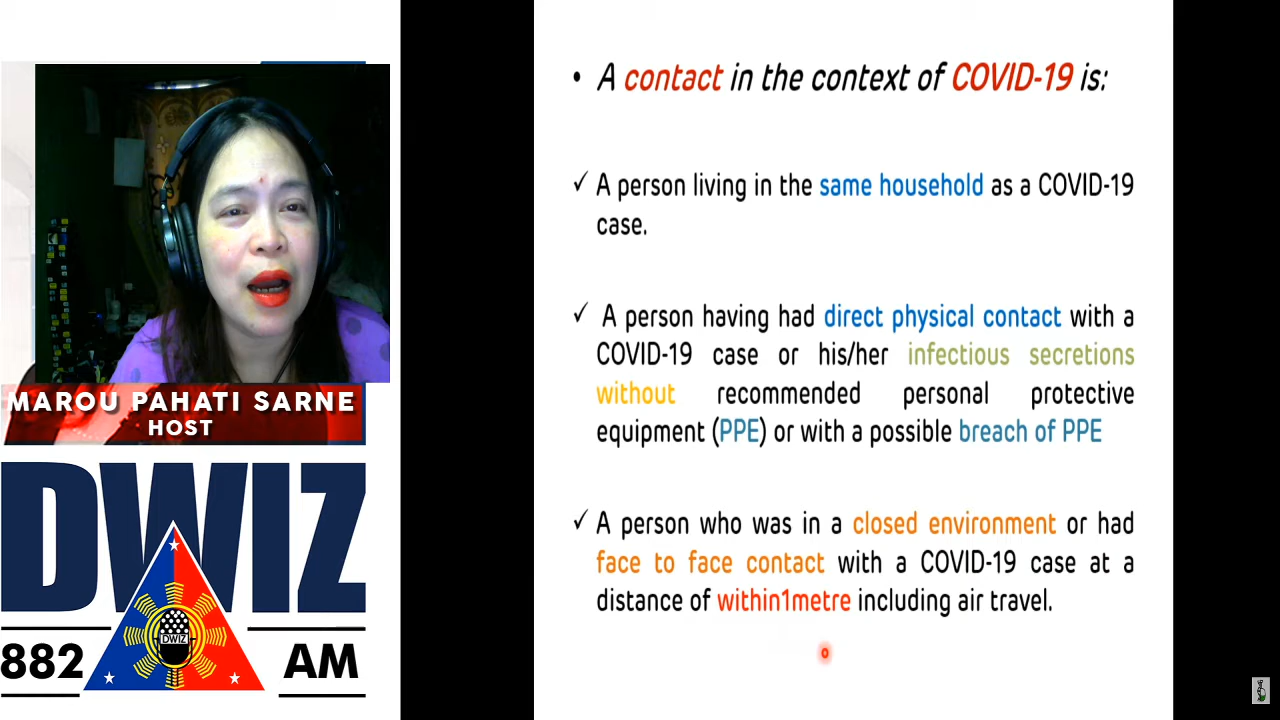 MAROU PAHATI SARNE
HOST
DWIZ
DWIZ
882
AM
• A contact in the context of COVID-19 is:
✓ A person living in the same household as a COVID-19
case.
✓ A person having had direct physical contact with a
COVID-19 case or his/her infectious secretions
without recommended personal protective
equipment (PPE) or with a possible breach of PPE
✓ A person who was in a closed environment or had
face to face contact with a COVID-19 case at a
distance of within1metre including air travel.